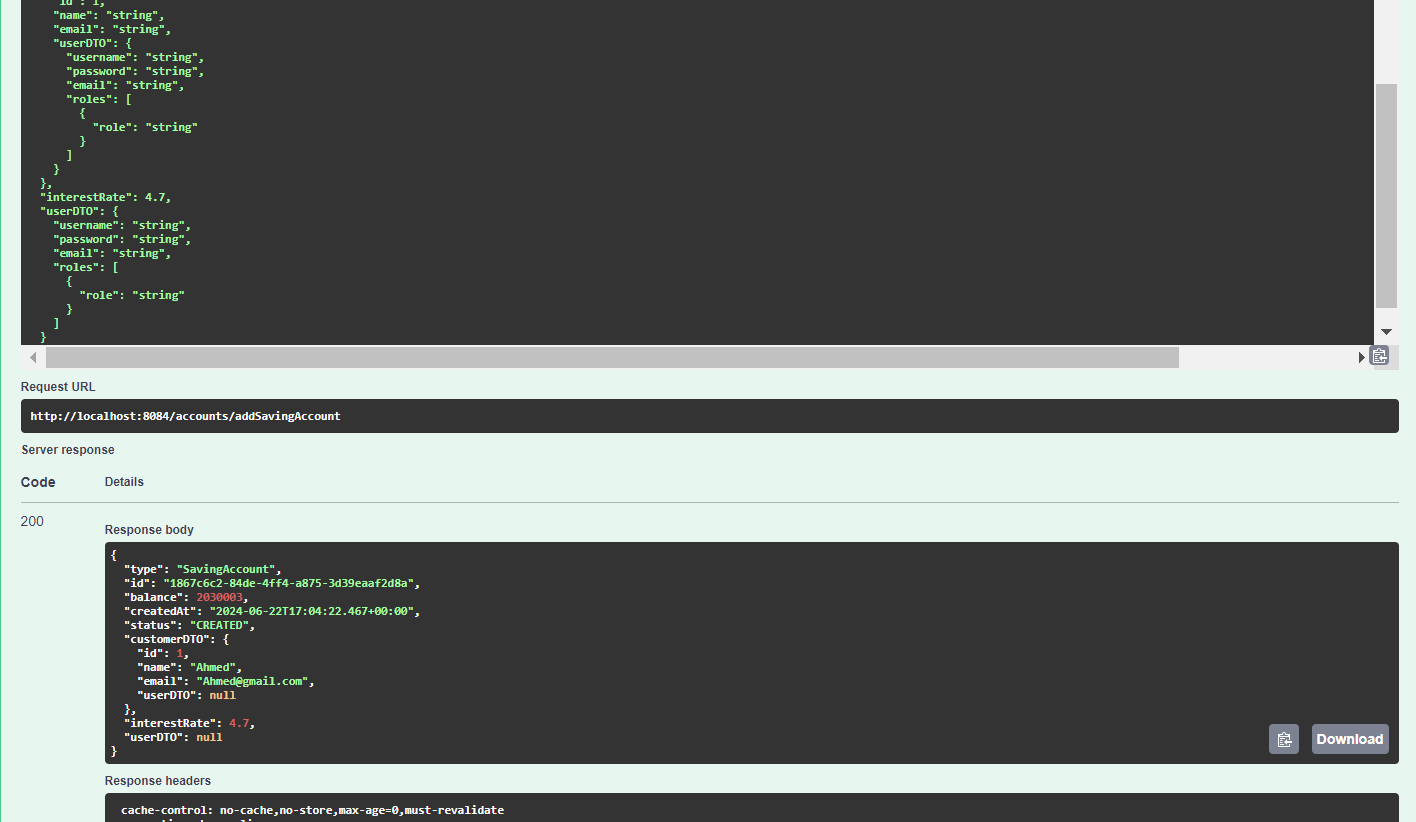 "id": 1,
"name": "string",
"email": "string",
"userDTO": {
"username": "string",
"password": "string",
"email": "string",
"roles": [
{
"role": "string"
}
]
}
},
"interestRate": 4.7,
"userDTO": {
"username": "string",
"password": "string",
"email": "string",
"roles": [
{
"role": "string"
}
]
}
Request URL
http://localhost:8084/accounts/addSavingAccount
Server response
Code Details
200
Response body
{
"type": "SavingAccount",
"id": "1867c6c2-84de-4ff4-a875-3d39eaaf2d8a",
"balance": 2030003,
"createdAt": "2024-06-22T17:04:22.467+00:00",
"status": "CREATED",
"customerDTO": {
"id": 1,
"name": "Ahmed",
"email": "Ahmed@gmail.com",
"userDTO": null
},
"interestRate": 4.7,
"userDTO": null
}
Download
Response headers
cache-control: no-cache,no-store,max-age=0,must-revalidate